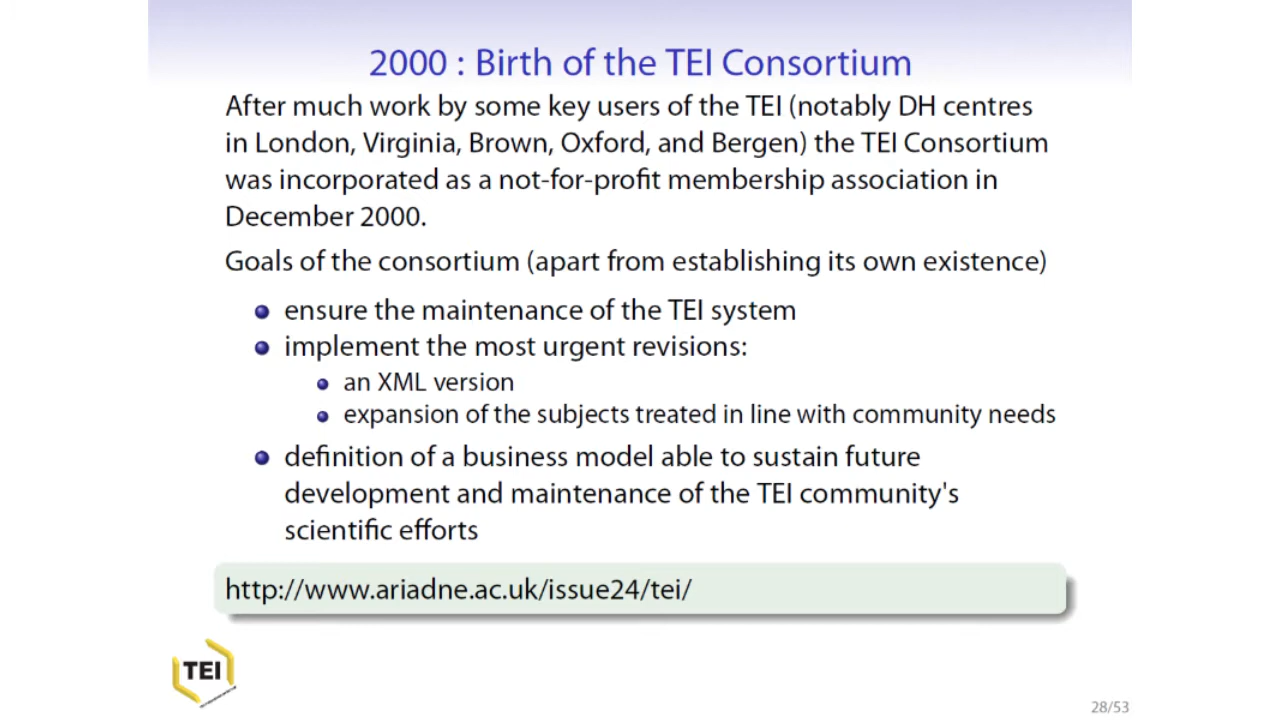 2000 : Birth of the TEI Consortium
After much work by some key users of the TEI (notably DH centres
in London, Virginia, Brown, Oxford, and Bergen) the TEI Consortium
was incorporated as a not-for-profit membership association in
December 2000.
Goals of the consortium (apart from establishing its own existence)
ensure the maintenance of the TEI system
implement the most urgent revisions:
an XML version
expansion of the subjects treated in line with community needs
definition of a business model able to sustain future
development and maintenance of the TEI community's
scientific efforts
http://www.ariadne.ac.uk/issue24/tei/
TEI
28/53